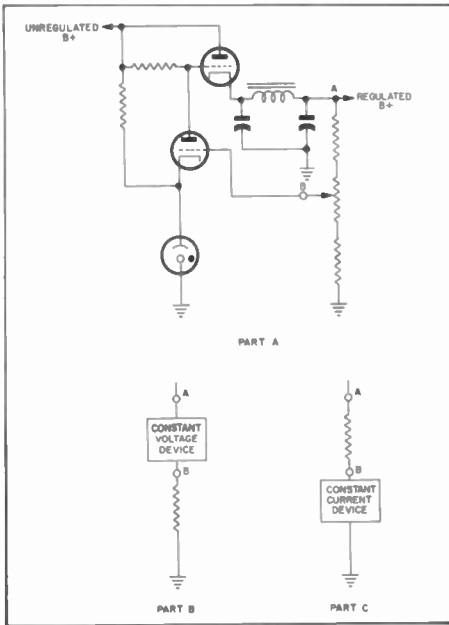 UNREGULATED
B+
A
REGULATED
B+
B
PART A
A
CONSTANT
VOLTAGE
DEVICE
B
PART B
A
B
CONSTANT
CURRENT
DEVICE
PART C